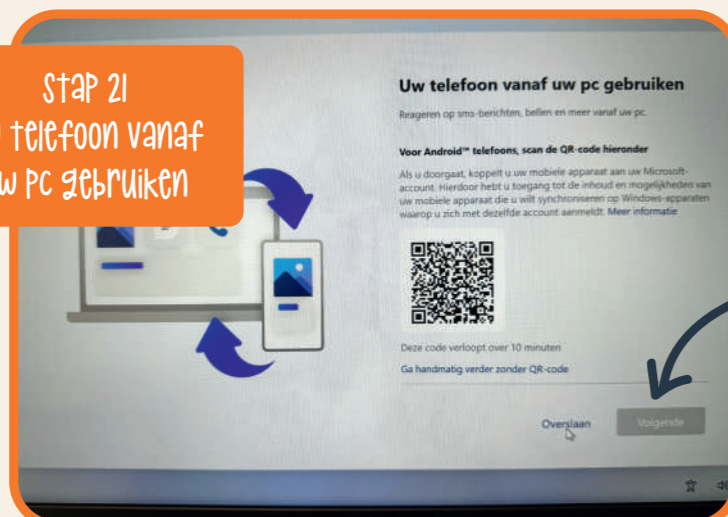 Stap 21
telefoon vanaf
w pc gebruiken
Uw telefoon vanaf uw pc gebruiken
Reageren op sms-berichten, bellen en meer vanaf uw pc.
Voor Android™ telefoons, scan de QR-code hieronder
Als u doorgaat, koppelt u uw mobiele apparaat aan uw Microsoft-
account. Hierdoor hebt u toegang tot de inhoud en mogelijkheden van
uw mobiele apparaat die u wilt synchroniseren op Windows-apparaten
waarop u zich met dezelfde account aanmeldt. Meer informatie
Deze code verloopt over 10 minuten
Ga handmatig verder zonder QR-code
Overslaan
Volgende